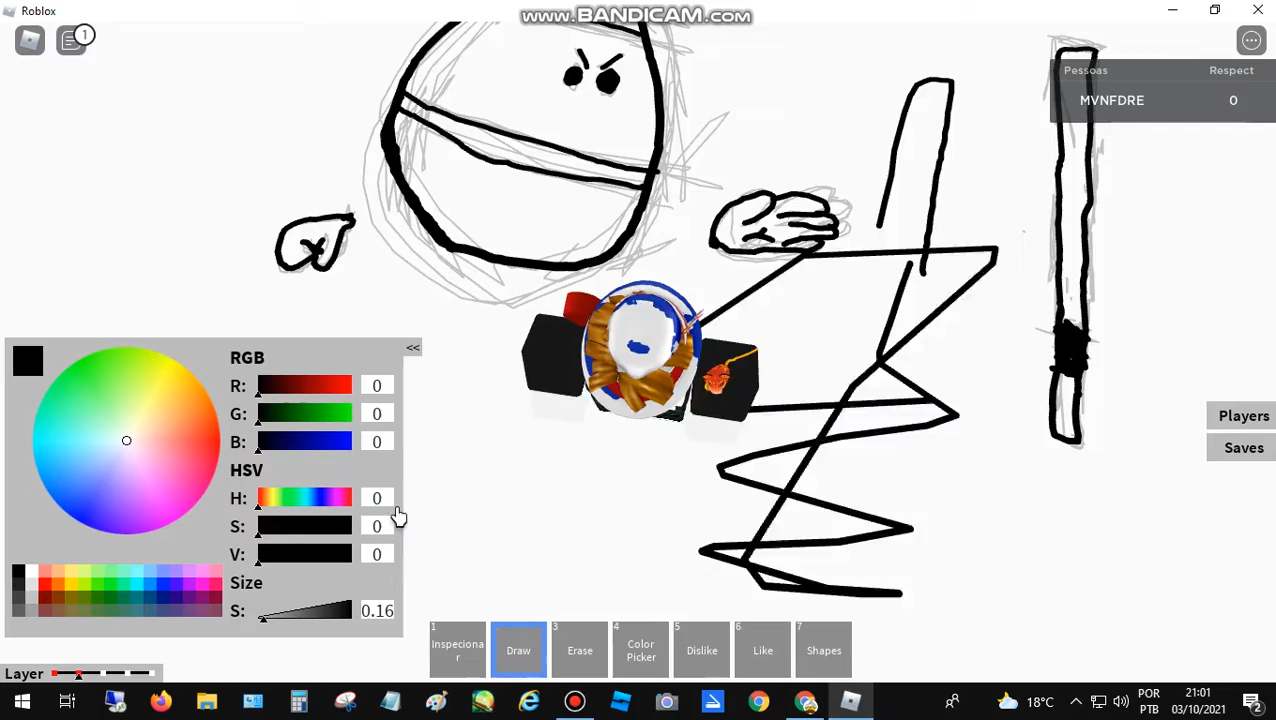 Roblox
www.BANDICAM.com
1
Pessoas Respect
MVNFDRE 0
<<
RGB
R: 0
G: 0
B: 0
HSV
H: 0
S: 0
V: 0
Size
S: 0.16
Players
Saves
1 Inspeciona
r
2 Draw
3 Erase
4 Color
Picker
5 Dislike
6 Like
7 Shapes
Layer
18°C
POR
PTB
21:01
03/10/2021
2